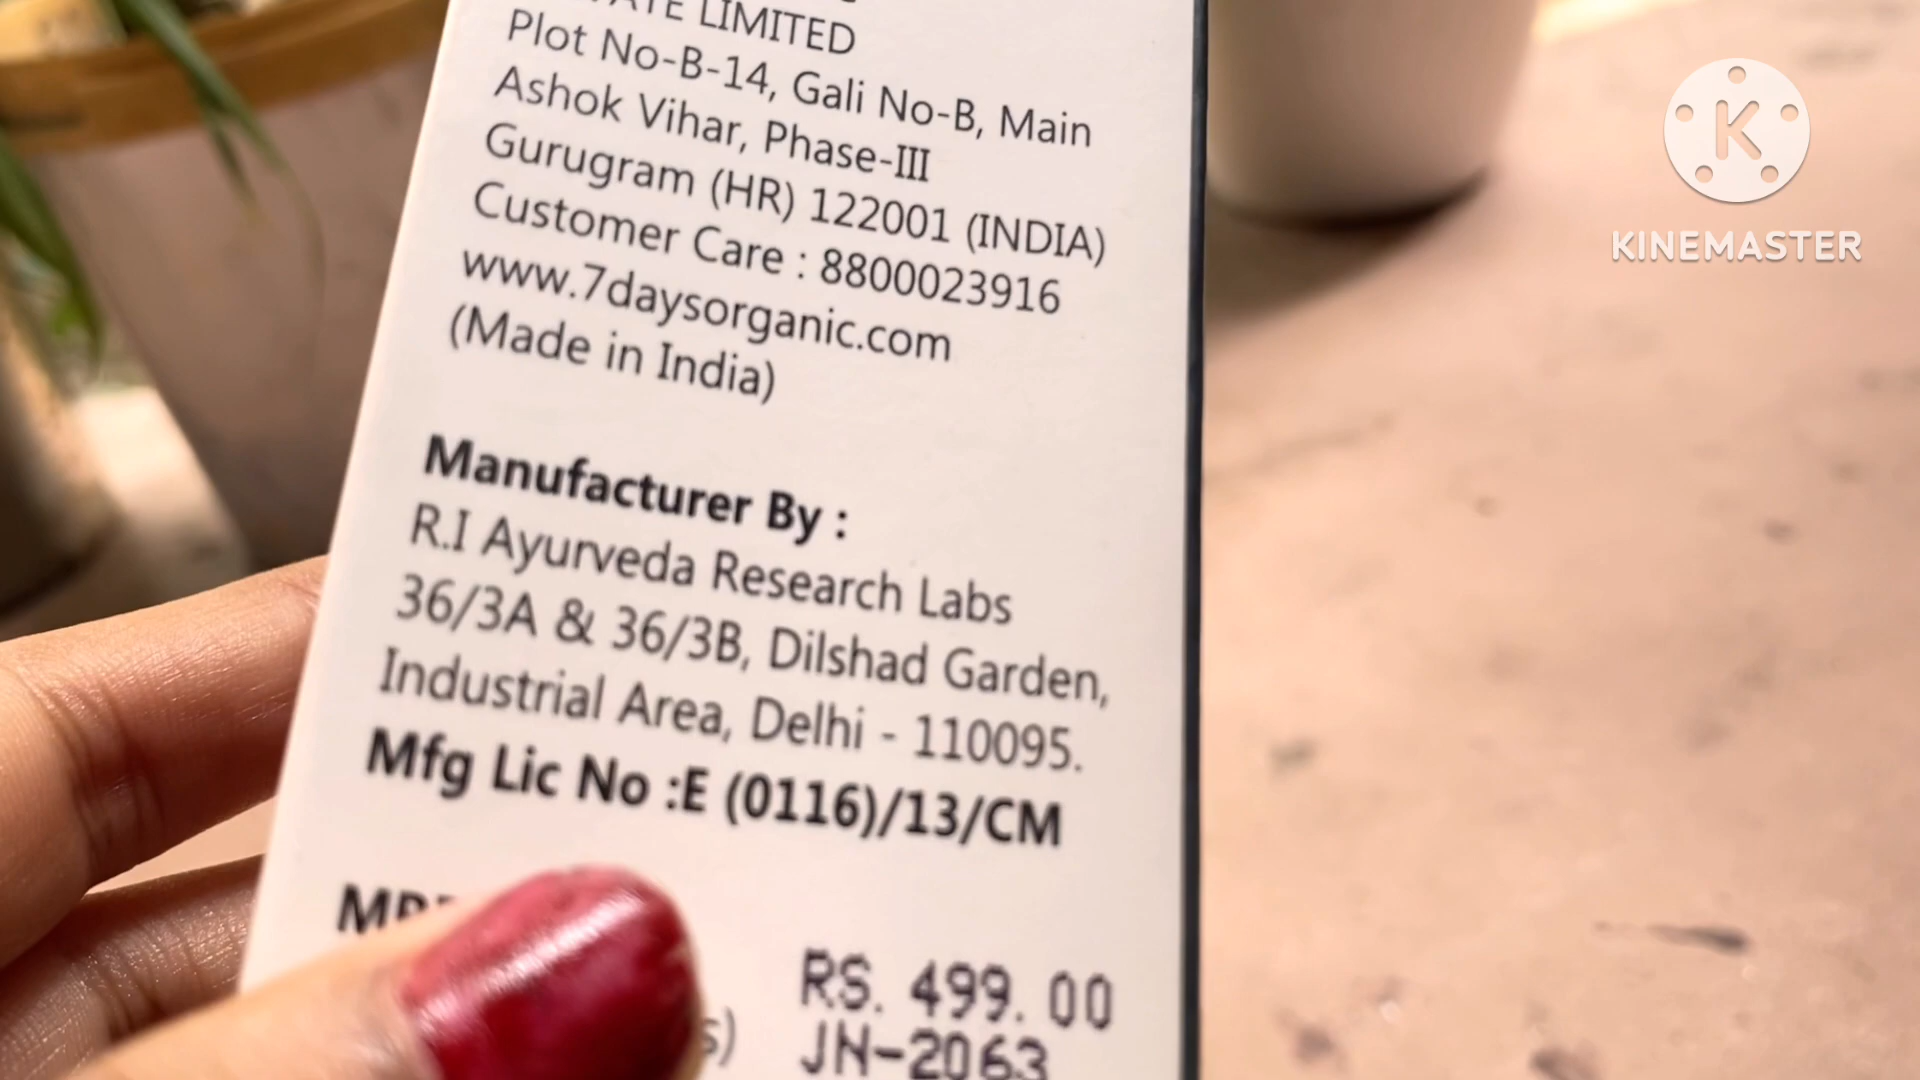 LIMITED
Plot No-B-14, Gali No-B, Main
Ashok Vihar, Phase-III
Gurugram (HR) 122001 (INDIA)
Customer Care : 8800023916
www.7daysorganic.com
(Made in India)
Manufacturer By :
R.I Ayurveda Research Labs
36/3A & 36/3B, Dilshad Garden,
Industrial Area, Delhi - 110095.
Mfg Lic No :E (0116)/13/CM
RS. 499. 00
JN-2063
K
KINEMASTER